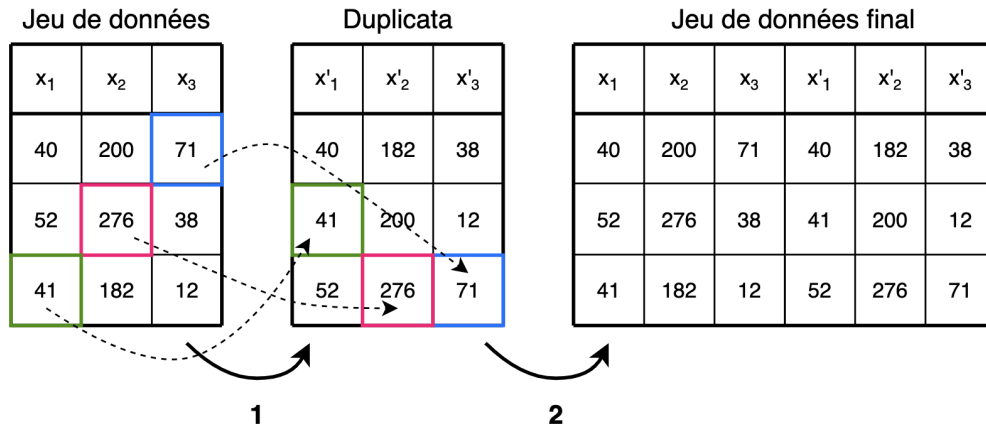 Jeu de données Duplicata Jeu de données final
x₁ x₂ x₃ x'₁ x'₂ x'₃ x₁ x₂ x₃ x'₁ x'₂ x'₃
40 200 71 40 182 38 40 200 71 40 182 38
52 276 38 41 200 12 52 276 38 41 200 12
41 182 12 52 276 71 41 182 12 52 276 71
1 2